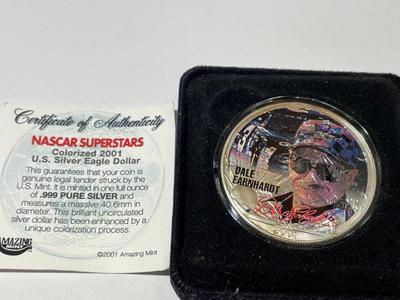 Certificate of Authenticity
NASCAR SUPERSTARS
Colorized 2001
U.S. Silver Eagle Dollar
This guarantees that your coin is
genuine legal tender struck by the
U.S. Mint. It is minted in one full ounce
of .999 PURE SILVER and
measures a massive 40.6mm in
diameter. This brilliant uncirculated
silver dollar has been enhanced by a
unique colorization process.
AMAZING
MINT
©2001 Amazing Mint
DALE
EARNHARDT